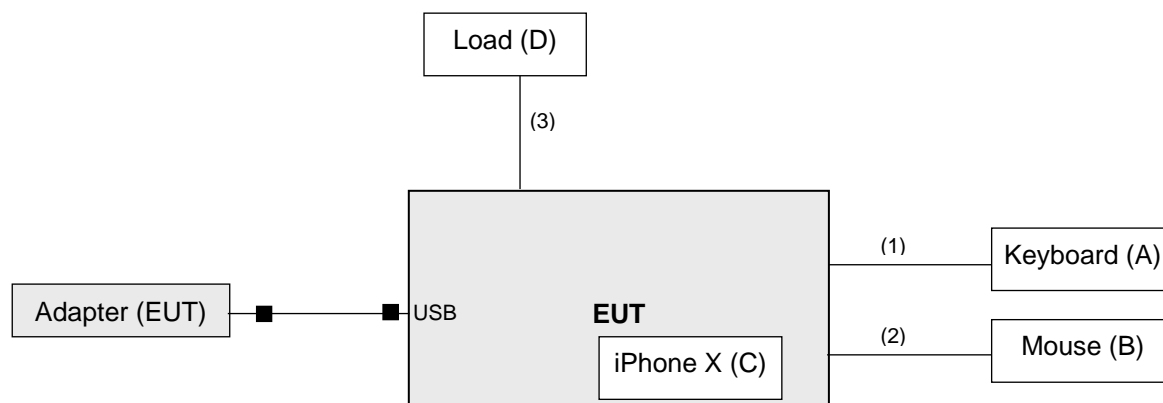 Load (D)
(3)
(1)
Keyboard (A)
Adapter (EUT)
USB
EUT
(2)
Mouse (B)
iPhone X (C)